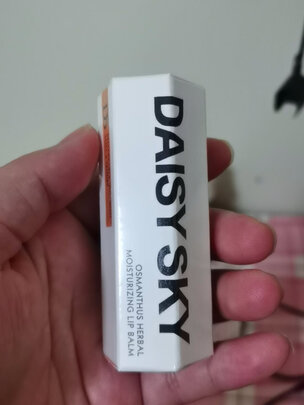 DAISY SKY
OSMANTHUS HERBAL
MOISTURIZING LIP BALM